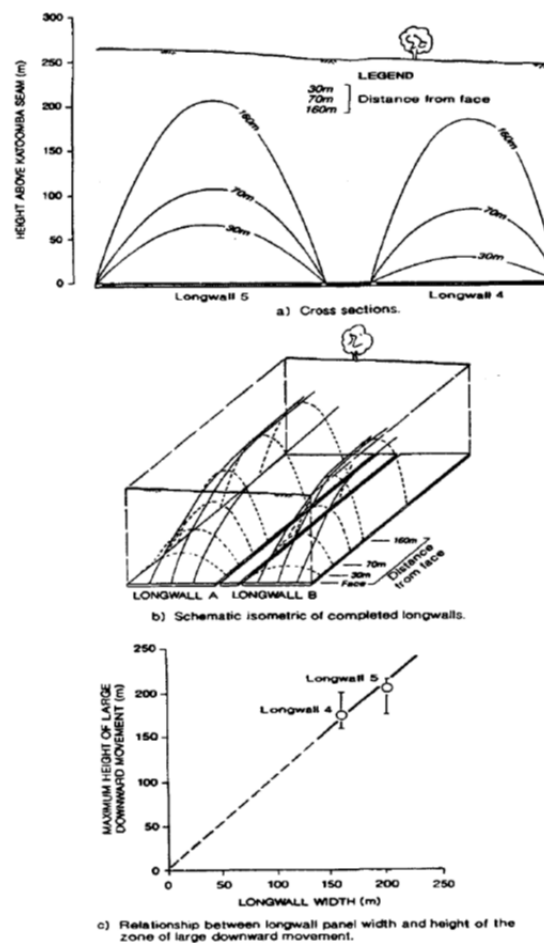 300
250
200
150
100
50
0
HEIGHT ABOVE KATOOMBA SEAM (m)
LEGEND
30m
70m
160m
Distance from face
160m
70m
30m
160m
70m
30m
Longwall 5
Longwall 4
a) Cross sections.
160m
70m
30m
Face
Distance from face
LONGWALL A
LONGWALL B
b) Schematic isometric of completed longwalls.
250
200
150
100
50
0
MAXIMUM HEIGHT OF LARGE
DOWNWARD MOVEMENT (m)
Longwall 5
Longwall 4
0
50
100
150
200
250
LONGWALL WIDTH (m)
c) Relationship between longwall panel width and height of the
zone of large downward movement.